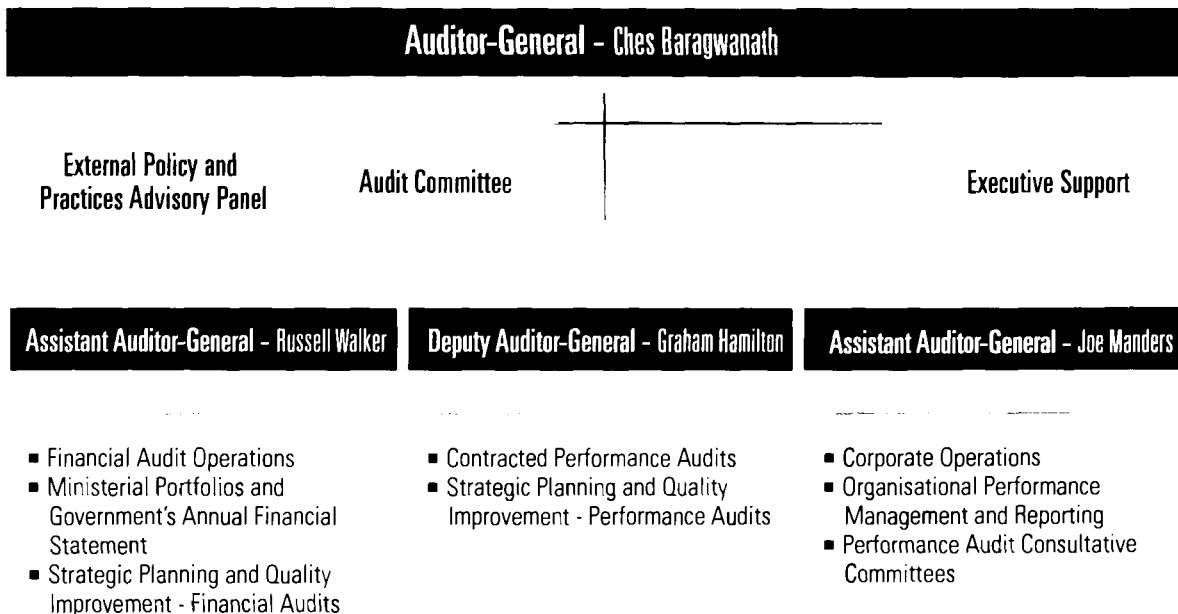 Auditor-General – Ches Baragwanath
External Policy and
Practices Advisory Panel
Audit Committee
Executive Support
Assistant Auditor-General – Russell Walker
■ Financial Audit Operations
■ Ministerial Portfolios and
Government's Annual Financial
Statement
■ Strategic Planning and Quality
Improvement - Financial Audits
Deputy Auditor-General – Graham Hamilton
■ Contracted Performance Audits
■ Strategic Planning and Quality
Improvement - Performance Audits
Assistant Auditor-General – Joe Manders
■ Corporate Operations
■ Organisational Performance
Management and Reporting
■ Performance Audit Consultative
Committees